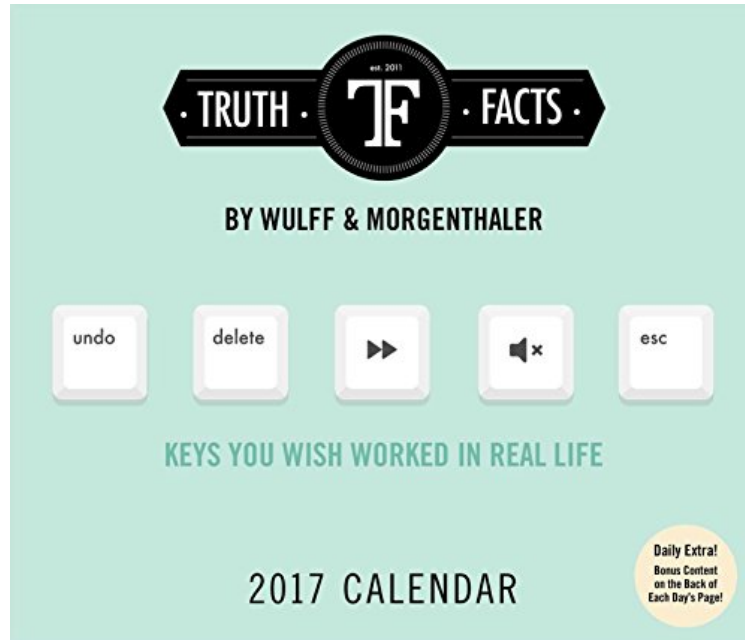 est. 2011
· TRUTH · TF · FACTS ·
BY WULFF & MORGENTHALER
undo delete esc
KEYS YOU WISH WORKED IN REAL LIFE
Daily Extra!
Bonus Content
on the Back of
Each Day's Page!
2017 CALENDAR